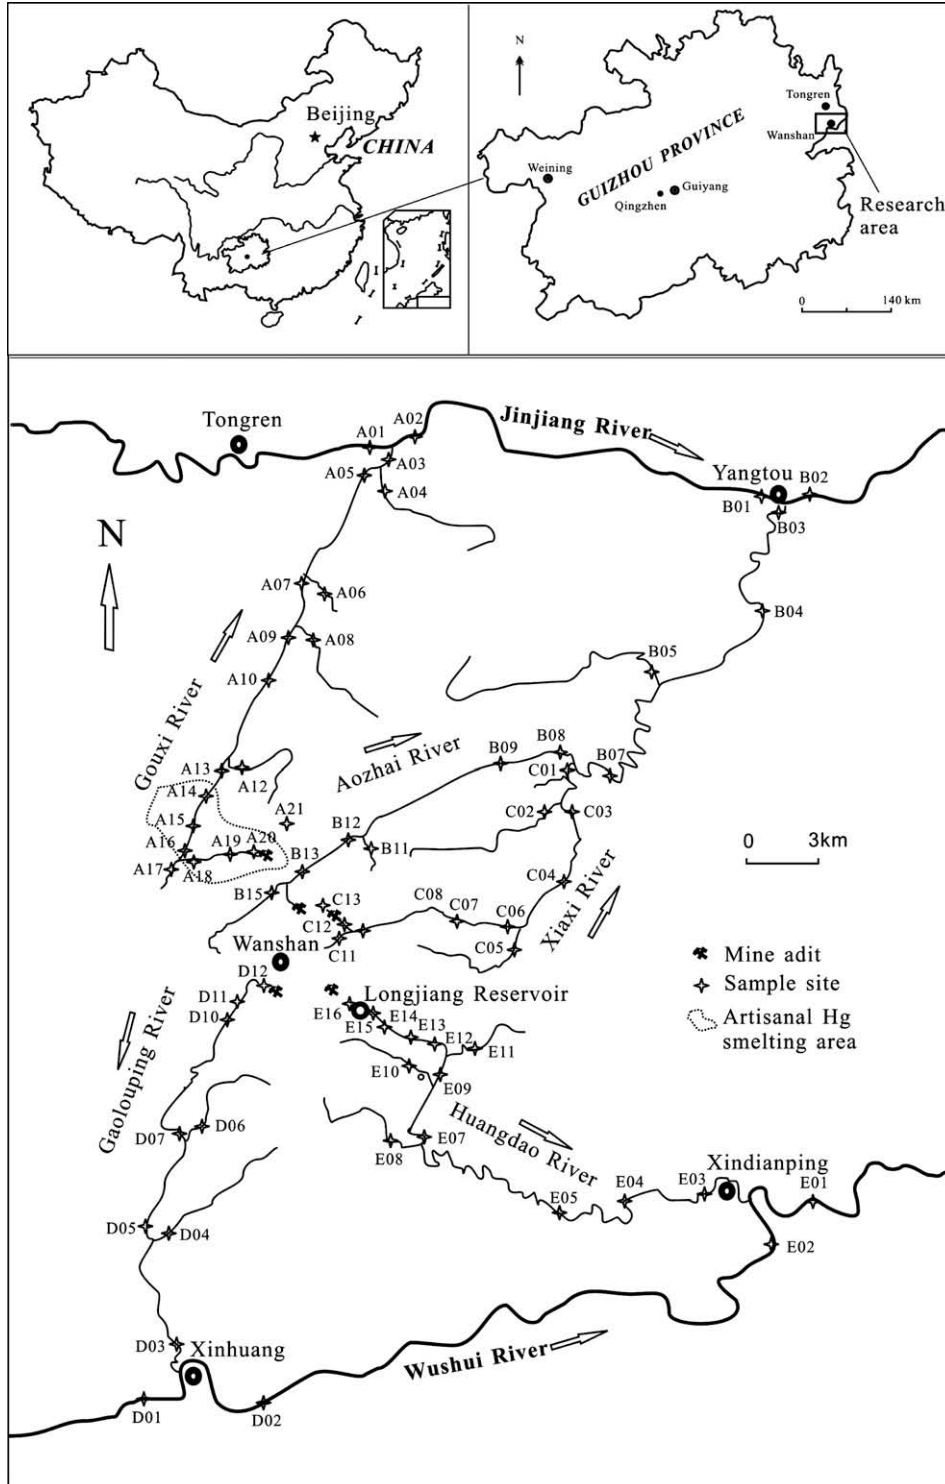 Beijing
CHINA
N
Tongren
Wanshan
GUIZHOU PROVINCE
Weining
Guiyang
Qingzhen
Research
area
0 140 km
Tongren
A01
A02
Jinjiang River
A03
A05
A04
Yangtou
B02
B01
B03
N
A07
A06
B04
A09
A08
B05
A10
Gouxi River
Aozhai River
B08
B09
B07
C01
A13
A12
A14
C02
C03
A21
A15
B12
B11
0 3km
A16
A19
A20
A17
A18
B13
C04
B15
C13
C08
C07
C06
C12
Xiaxi River
C11
C05
Wanshan
Mine adit
D12
Sample site
D11
E16
Longjiang Reservoir
D10
E14
Artisanal Hg
smelting area
E15
E13
E12
E11
Gaolouping River
E10
E09
D06
D07
Huangdao River
E07
E08
Xindianping
E03
E01
E04
E05
D05
D04
E02
D03
Xinhuang
Wushui River
D01
D02